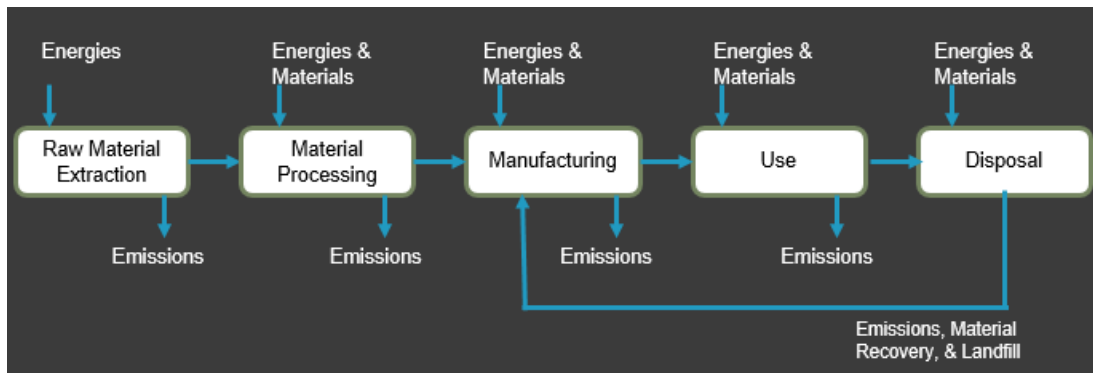 Energies
Energies &
Materials
Energies &
Materials
Energies &
Materials
Energies &
Materials
Raw Material
Extraction
Material
Processing
Manufacturing
Use
Disposal
Emissions
Emissions
Emissions
Emissions
Emissions, Material
Recovery, & Landfill